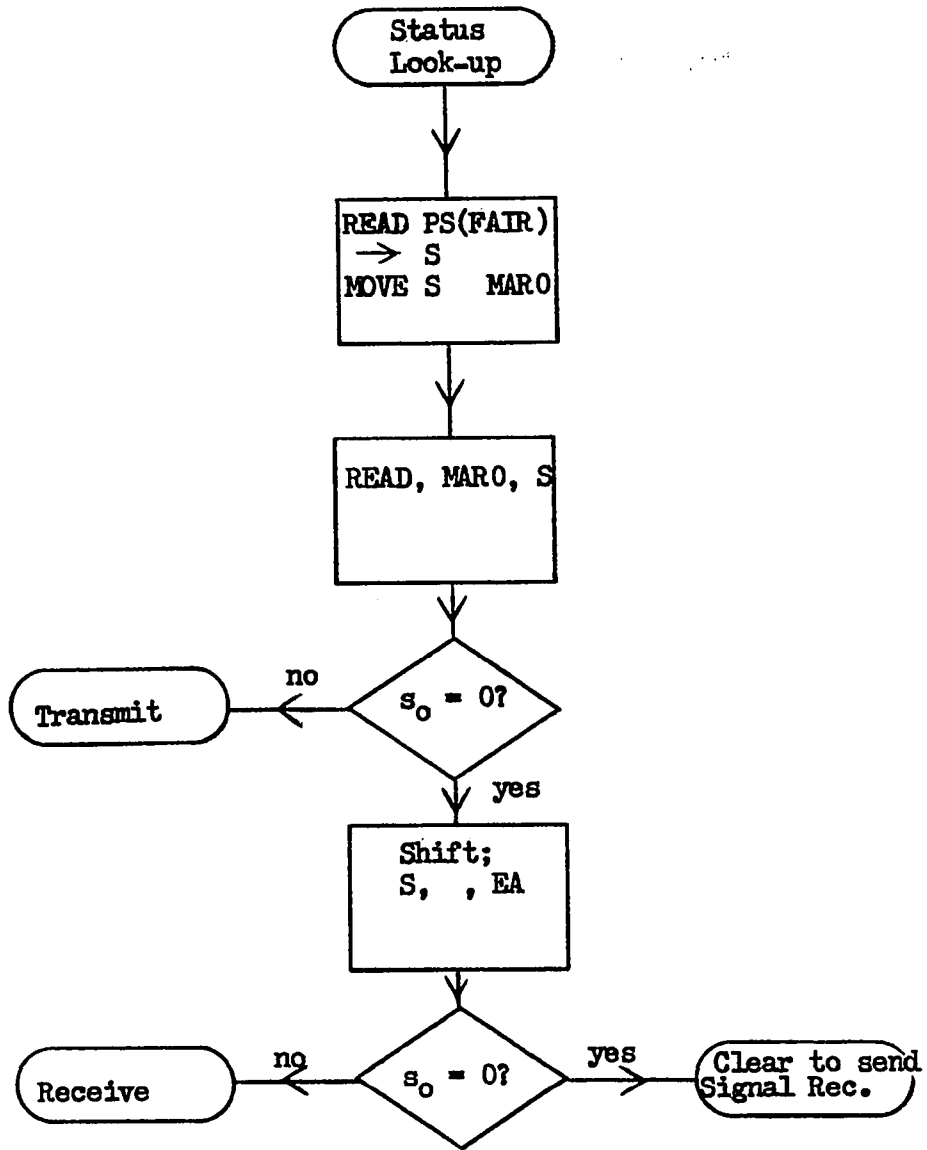 Status
Look-up
READ PS(FAIR)
→ S
MOVE S MAR0
READ, MAR0, S
s₀ = 0?
no
Transmit
yes
Shift;
S, , EA
s₀ = 0?
no
Receive
yes
Clear to send
Signal Rec.